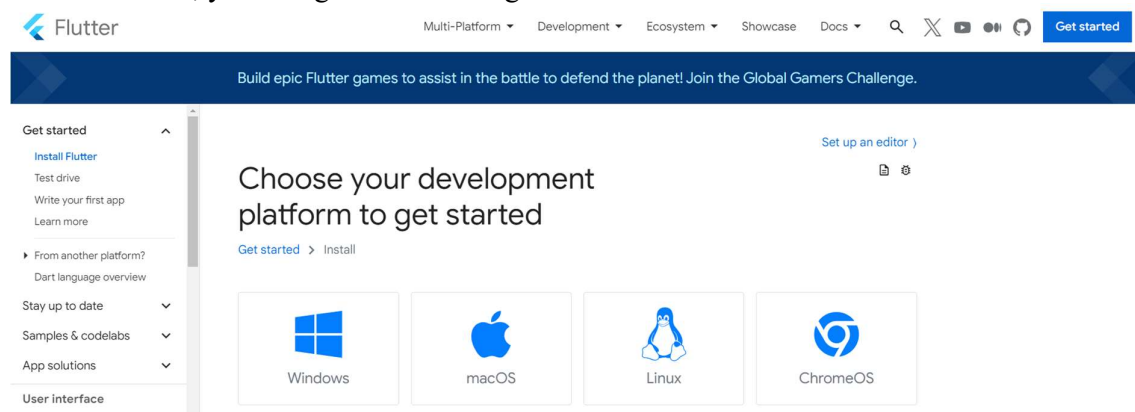 Flutter
Multi-Platform Development Ecosystem Showcase Docs Get started
Build epic Flutter games to assist in the battle to defend the planet! Join the Global Gamers Challenge.
Get started
Install Flutter
Test drive
Write your first app
Learn more
From another platform?
Dart language overview
Stay up to date
Samples & codelabs
App solutions
User interface
Set up an editor
Choose your development
platform to get started
Get started > Install
Windows
macOS
Linux
ChromeOS